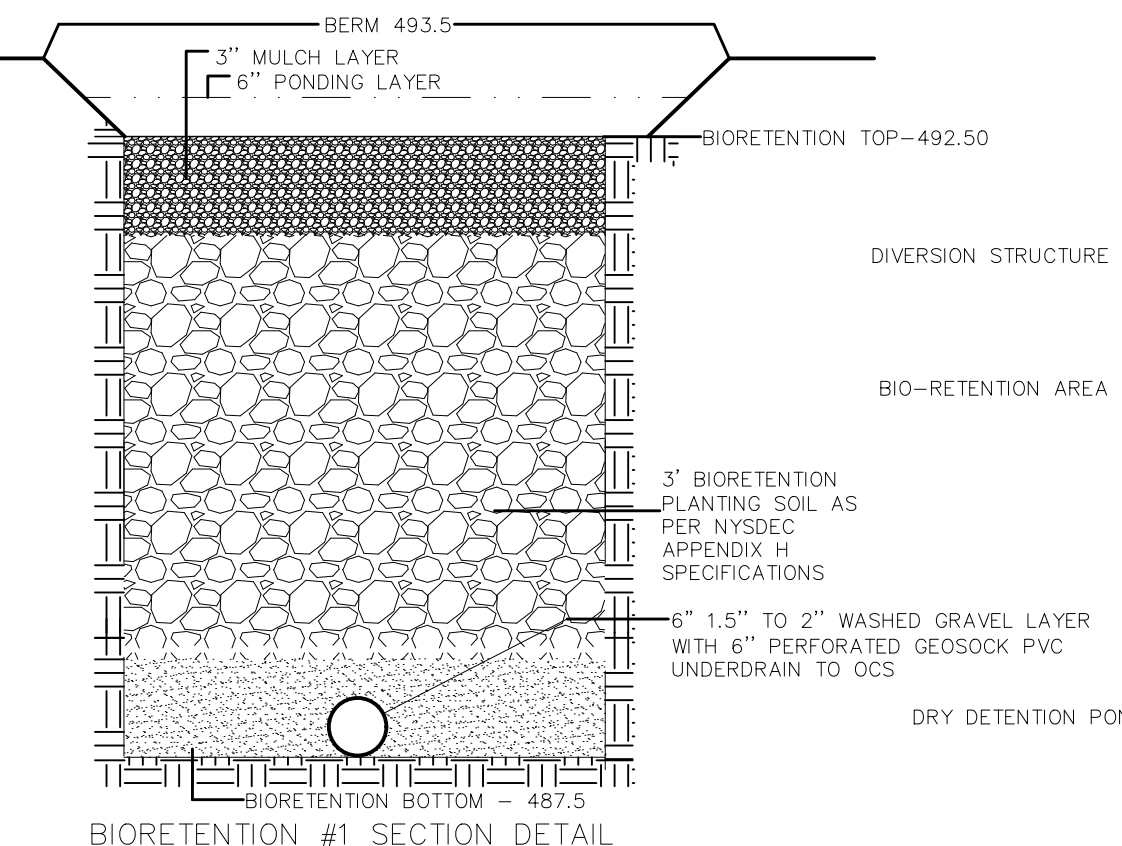 BERM 493.5
3'' MULCH LAYER
6'' PONDING LAYER
BIORETENTION TOP-492.50
DIVERSION STRUCTURE
BIO-RETENTION AREA
3' BIORETENTION
PLANTING SOIL AS
PER NYSDEC
APPENDIX H
SPECIFICATIONS
6" 1.5'' TO 2'' WASHED GRAVEL LAYER
WITH 6'' PERFORATED GEOSOCK PVC
UNDERDRAIN TO OCS
DRY DETENTION
BIORETENTION BOTTOM - 487.5
BIORETENTION #1 SECTION DETAIL